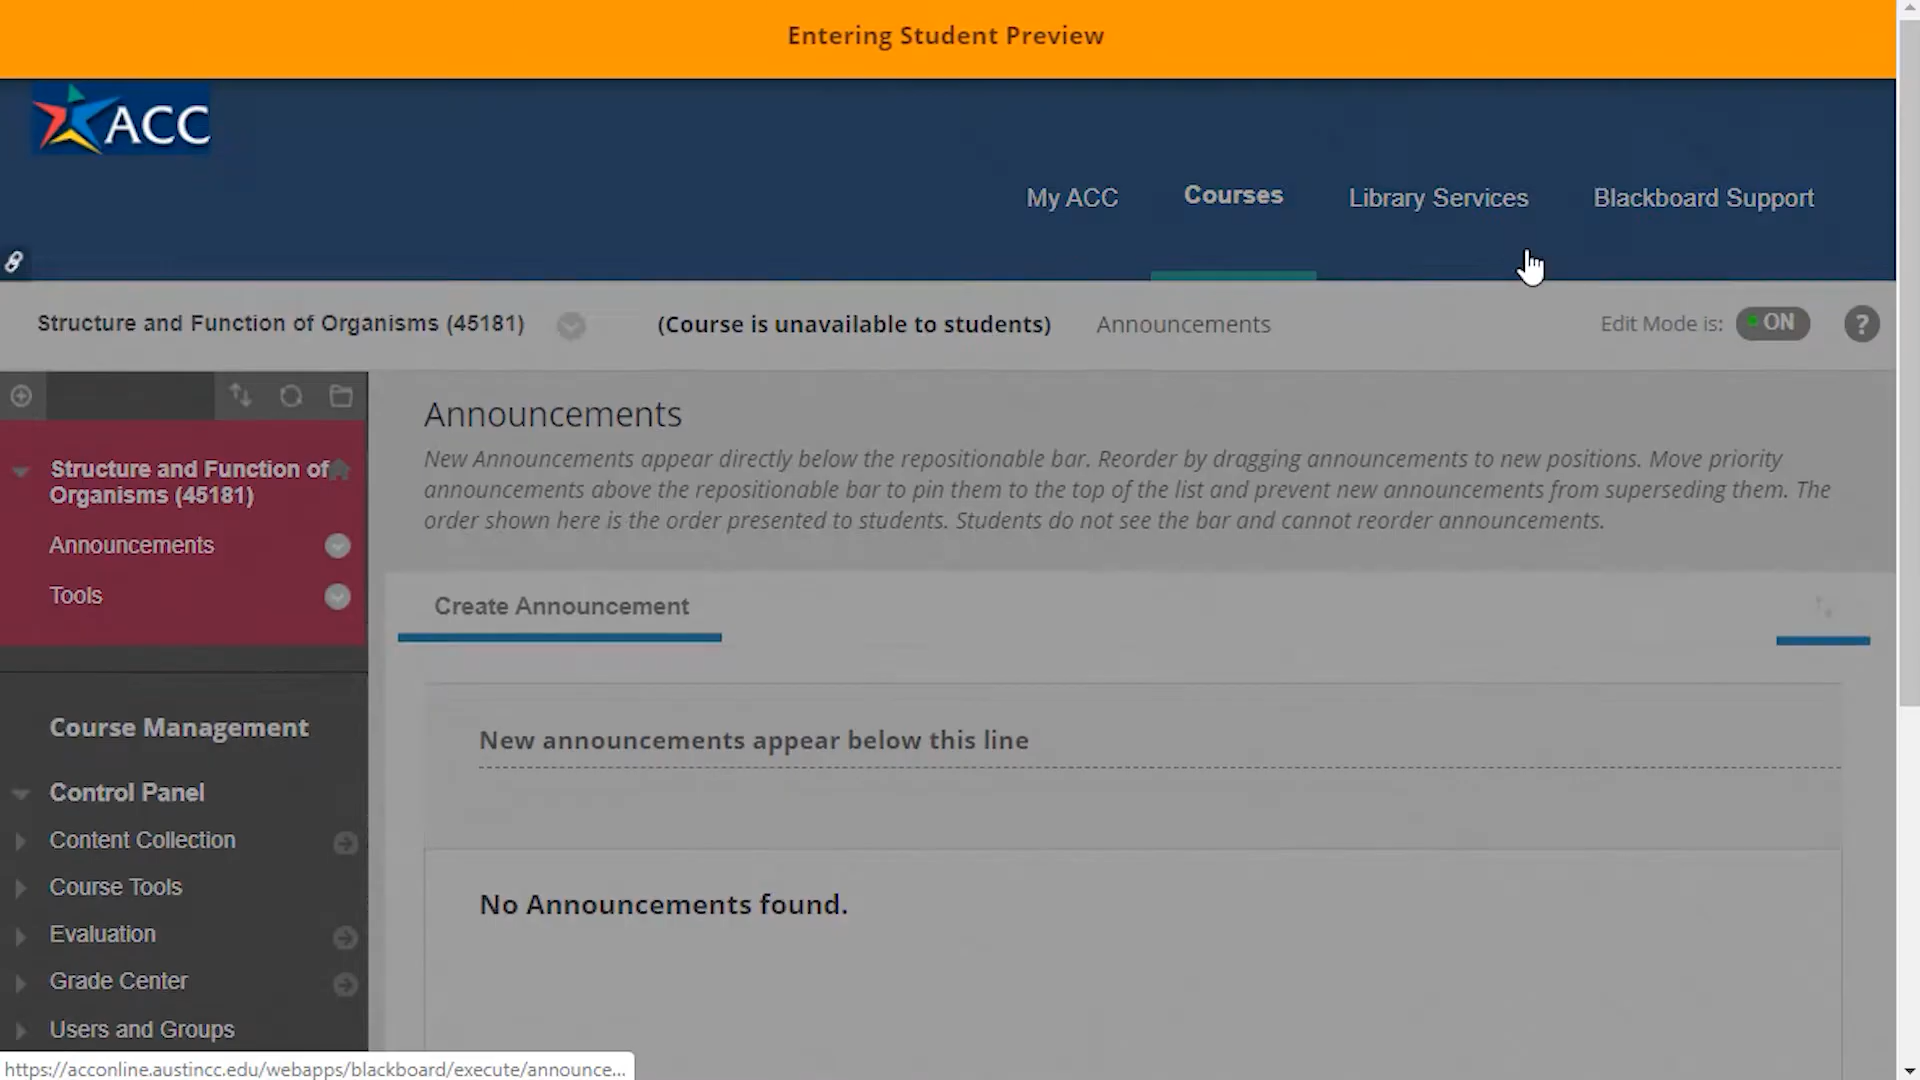 Entering Student Preview
ACC
My ACC
Courses
Library Services
Blackboard Support
Structure and Function of Organisms (45181)
(Course is unavailable to students)
Announcements
Edit Mode is:
ON
?
Structure and Function of
Organisms (45181)
Announcements
Tools
Course Management
Control Panel
Content Collection
Course Tools
Evaluation
Grade Center
Users and Groups
Announcements
New Announcements appear directly below the repositionable bar. Reorder by dragging announcements to new positions. Move priority
announcements above the repositionable bar to pin them to the top of the list and prevent new announcements from superseding them. The
order shown here is the order presented to students. Students do not see the bar and cannot reorder announcements.
Create Announcement
New announcements appear below this line
No Announcements found.
https://acconline.austincc.edu/webapps/blackboard/execute/announce...